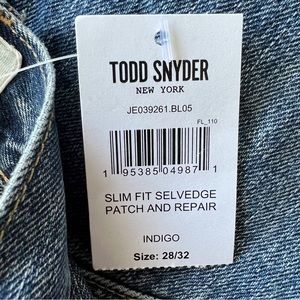 TODD SNYDER
NEW YORK
JE039261.BL05
FL_110
1 95385 04987 1
SLIM FIT SELVEDGE
PATCH AND REPAIR
INDIGO
Size: 28/32